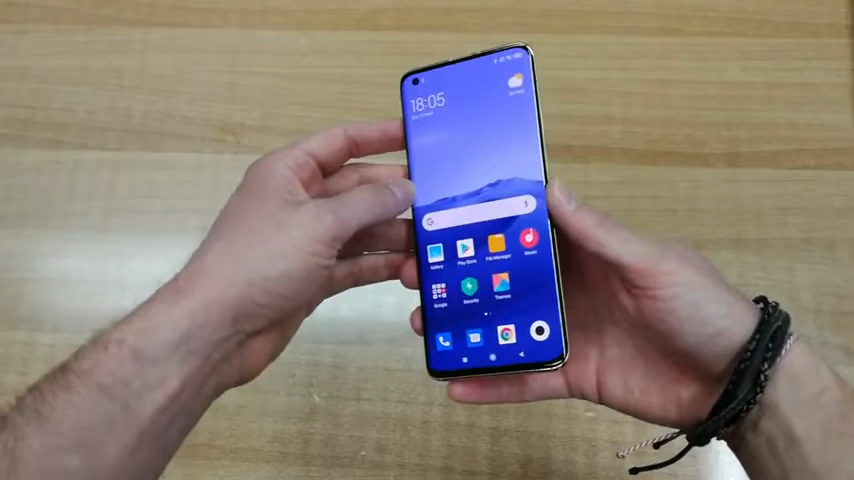 18:05
G
Gallery
Play Store
File Manager
Music
Google
Security
Themes